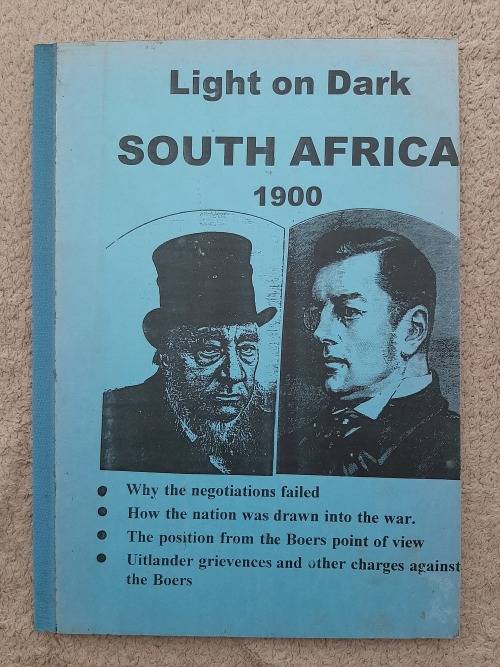 Light on Dark
SOUTH AFRICA
1900
Why the negotiations failed
How the nation was drawn into the war.
The position from the Boers point of view
Uitlander grievences and other charges against
the Boers